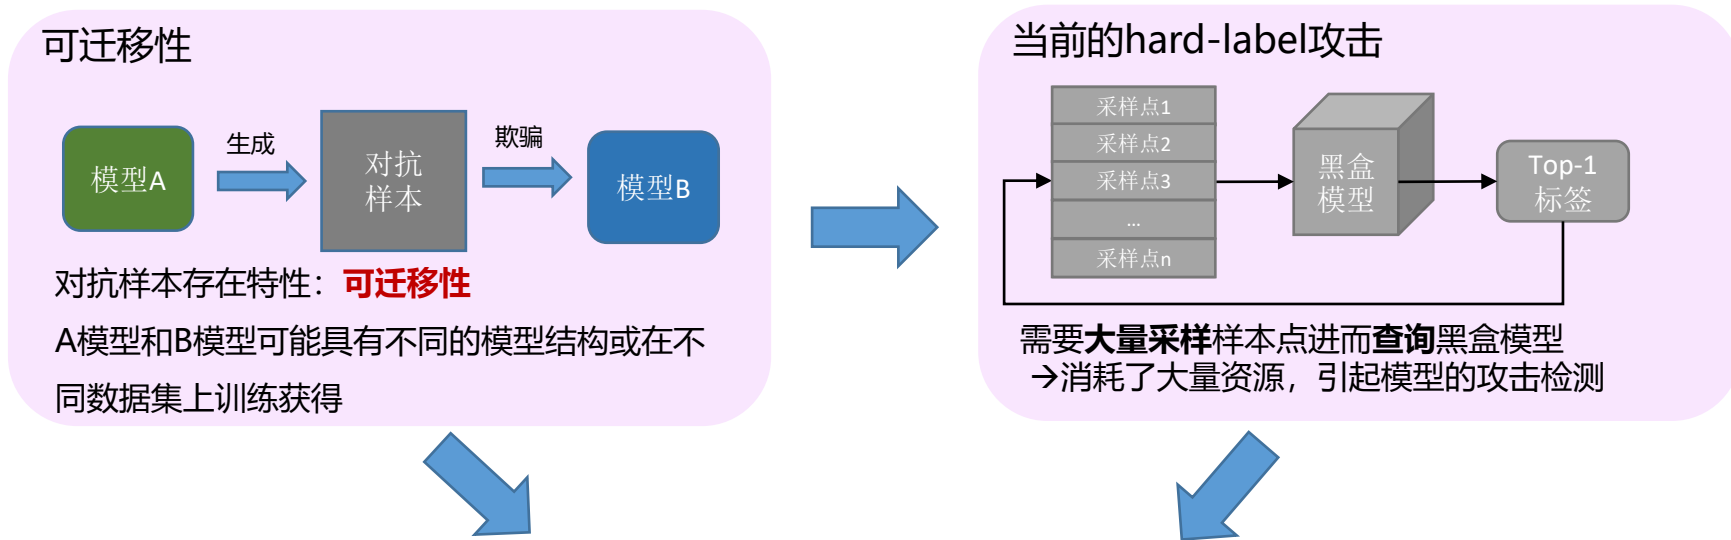 可迁移性
模型A
生成
对抗
样本
欺骗
模型B
对抗样本存在特性：可迁移性
A模型和B模型可能具有不同的模型结构或在不
同数据集上训练获得
当前的hard-label攻击
采样点1
采样点2
采样点3
...
采样点n
黑盒
模型
Top-1
标签
需要大量采样样本点进而查询黑盒模型
→消耗了大量资源，引起模型的攻击检测